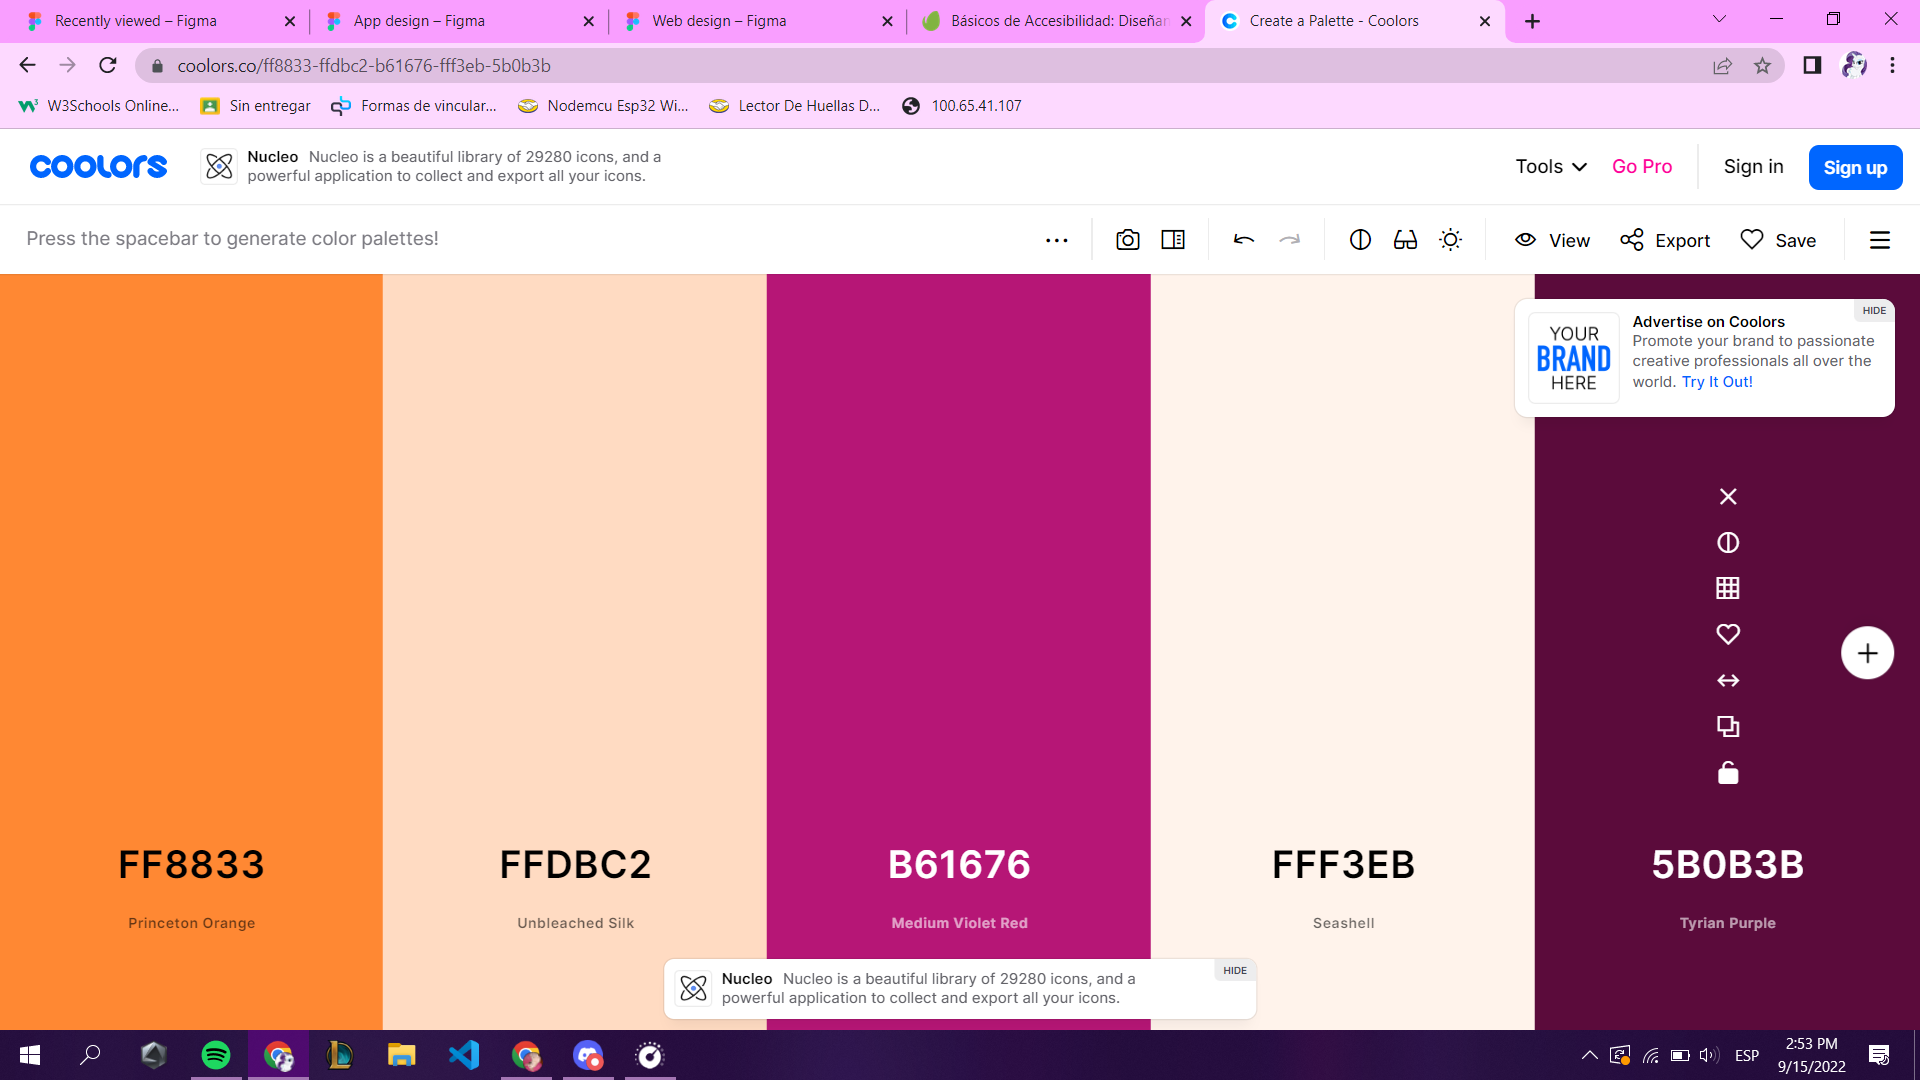 Recently viewed – Figma
App design – Figma
Web design – Figma
Básicos de Accesibilidad: Diseñar
Create a Palette - Coolors
coolors.co/ff8833-ffdbc2-b61676-fff3eb-5b0b3b
W3Schools Online...
Sin entregar
Formas de vincular...
Nodemcu Esp32 Wi...
Lector De Huellas D...
100.65.41.107
coolors
Nucleo Nucleo is a beautiful library of 29280 icons, and a
powerful application to collect and export all your icons.
Tools
Go Pro
Sign in
Sign up
Press the spacebar to generate color palettes!
View
Export
Save
YOUR
BRAND
HERE
Advertise on Coolors
Promote your brand to passionate
creative professionals all over the
world. Try It Out!
HIDE
FF8833
Princeton Orange
FFDBC2
Unbleached Silk
B61676
Medium Violet Red
FFF3EB
Seashell
5B0B3B
Tyrian Purple
Nucleo Nucleo is a beautiful library of 29280 icons, and a
powerful application to collect and export all your icons.
HIDE
ESP
2:53 PM
9/15/2022